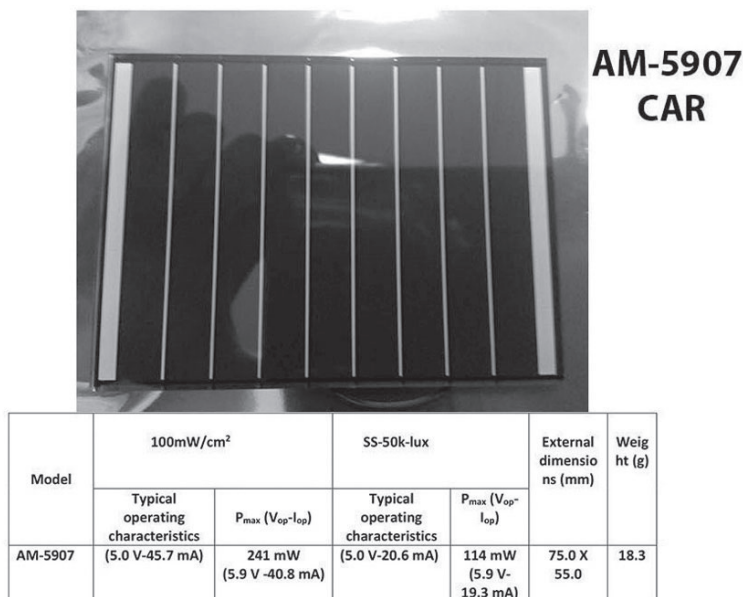 AM-5907
CAR
Model
100mW/cm²
SS-50k-lux
External
dimensio
ns (mm)
Weig
ht (g)
Typical
operating
characteristics
Pmax (Vop-Iop)
Typical
operating
characteristics
Pmax (Vop-
Iop)
AM-5907
(5.0 V-45.7 mA)
241 mW
(5.9 V -40.8 mA)
(5.0 V-20.6 mA)
114 mW
(5.9 V-
19.3 mA)
75.0 X
55.0
18.3